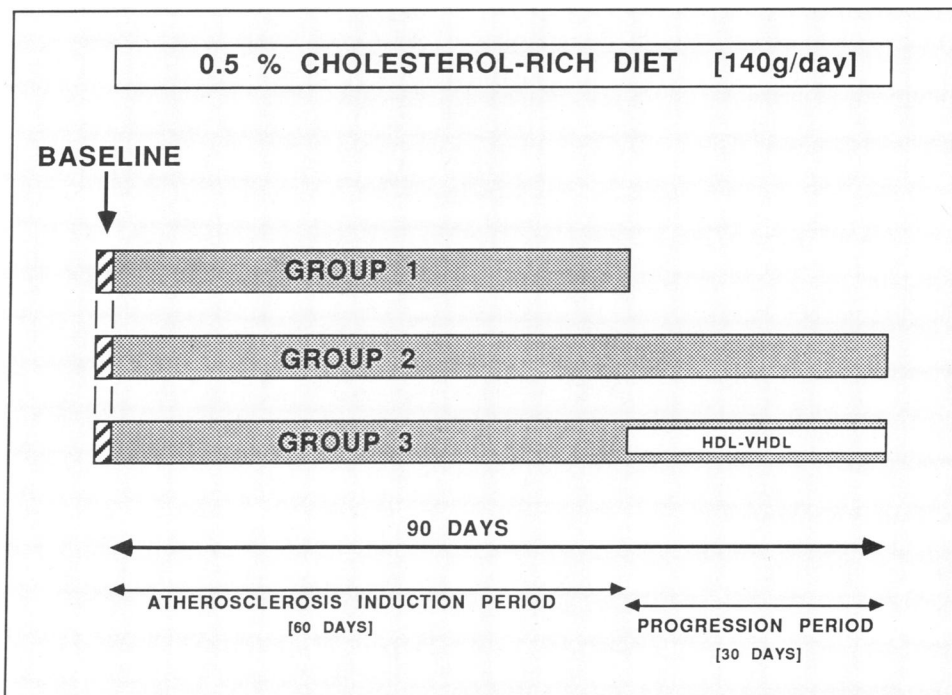 0.5 % CHOLESTEROL-RICH DIET [140g/day]
BASELINE
GROUP 1
GROUP 2
GROUP 3
HDL-VHDL
90 DAYS
ATHEROSCLEROSIS INDUCTION PERIOD
[60 DAYS]
PROGRESSION PERIOD
[30 DAYS]